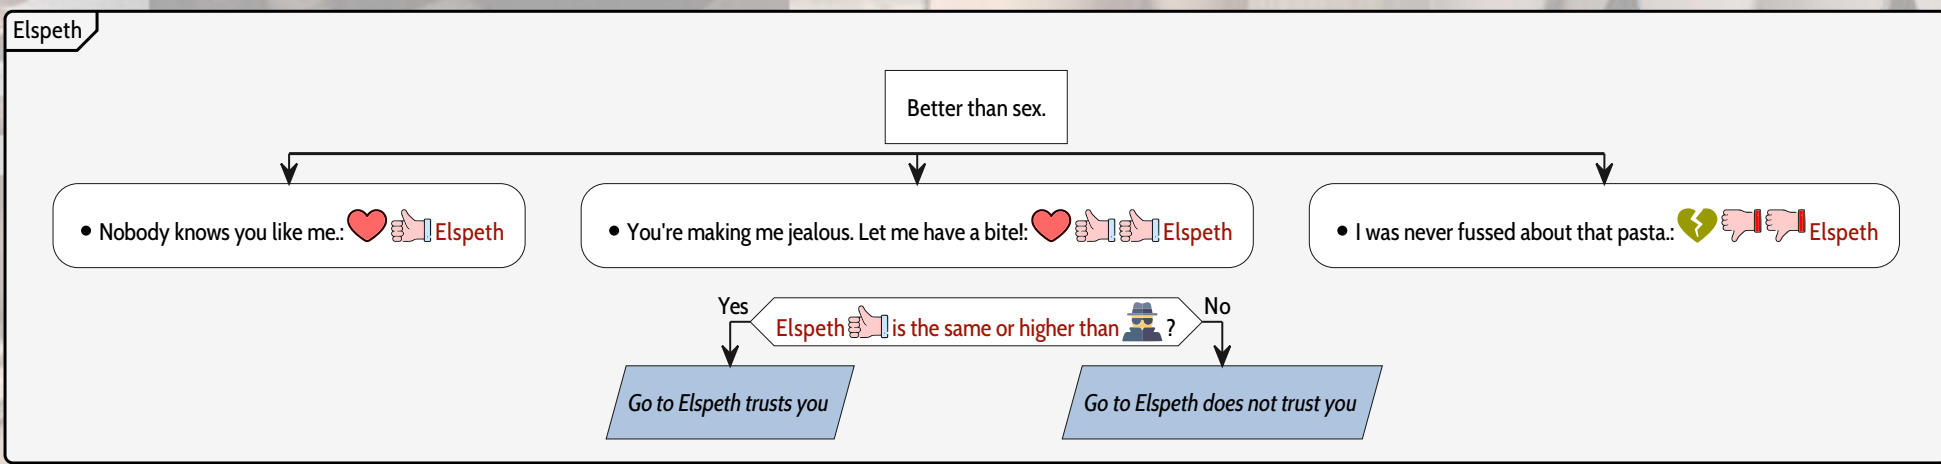 Elspeth
Better than sex.
• Nobody knows you like me.: Elspeth
• You're making me jealous. Let me have a bite!: Elspeth
• I was never fussed about that pasta.: Elspeth
Yes
Elspeth is the same or higher than ?
No
Go to Elspeth trusts you
Go to Elspeth does not trust you